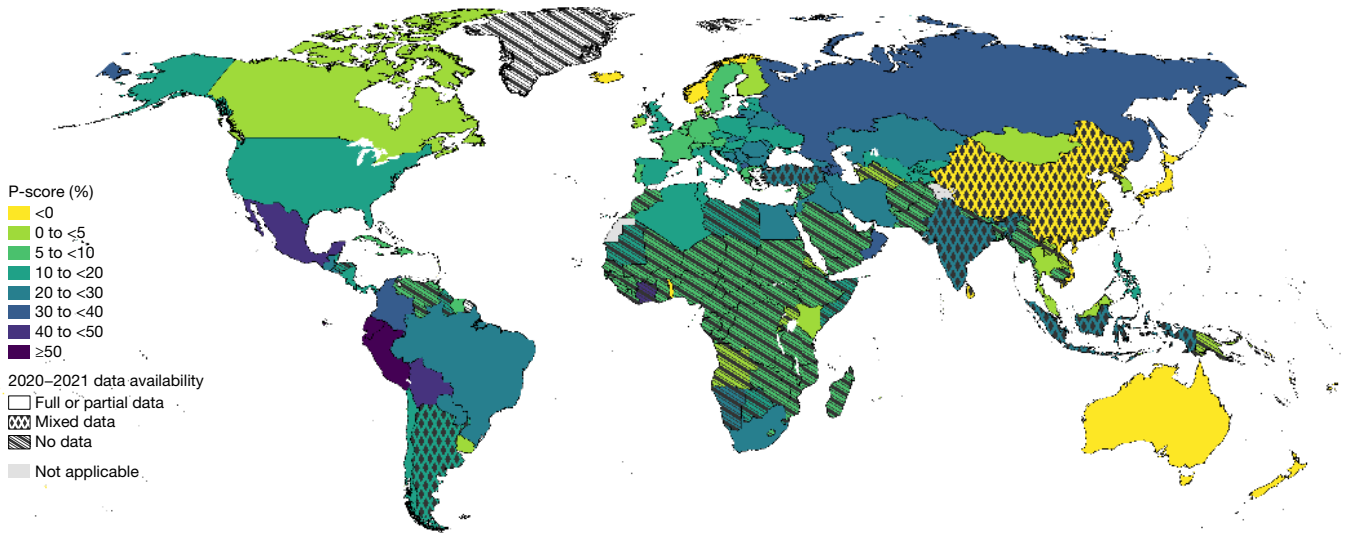 P-score (%)
<0
0 to <5
5 to <10
10 to <20
20 to <30
30 to <40
40 to <50
≥50
2020–2021 data availability
Full or partial data
Mixed data
No data
Not applicable